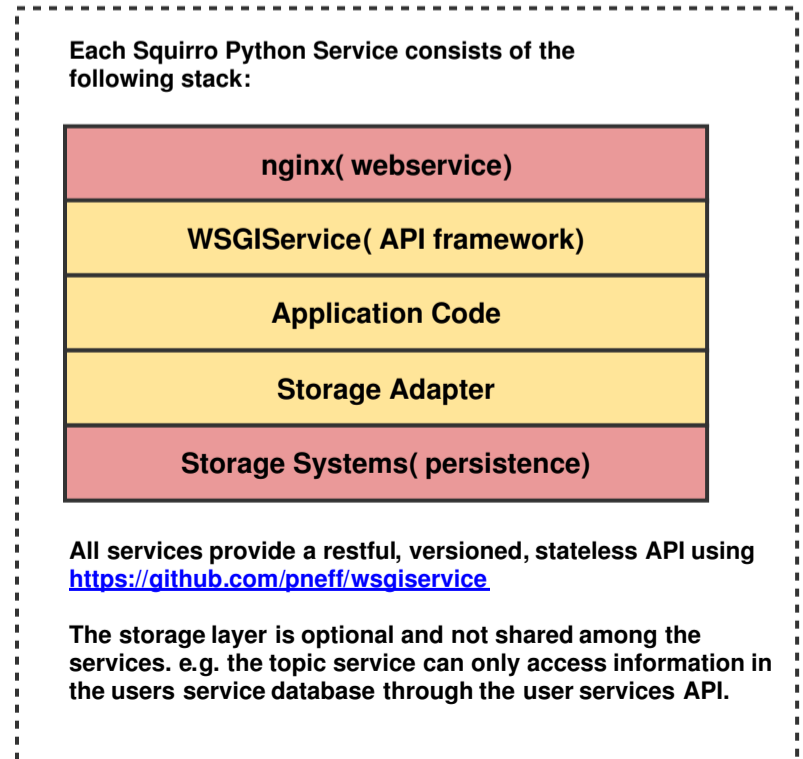 Each Squirro Python Service consists of the
following stack:
nginx( webservice)
WSGIService( API framework)
Application Code
Storage Adapter
Storage Systems( persistence)
All services provide a restful, versioned, stateless API using
https://github.com/pneff/wsgiservice
The storage layer is optional and not shared among the
services. e.g. the topic service can only access information in
the users service database through the user services API.